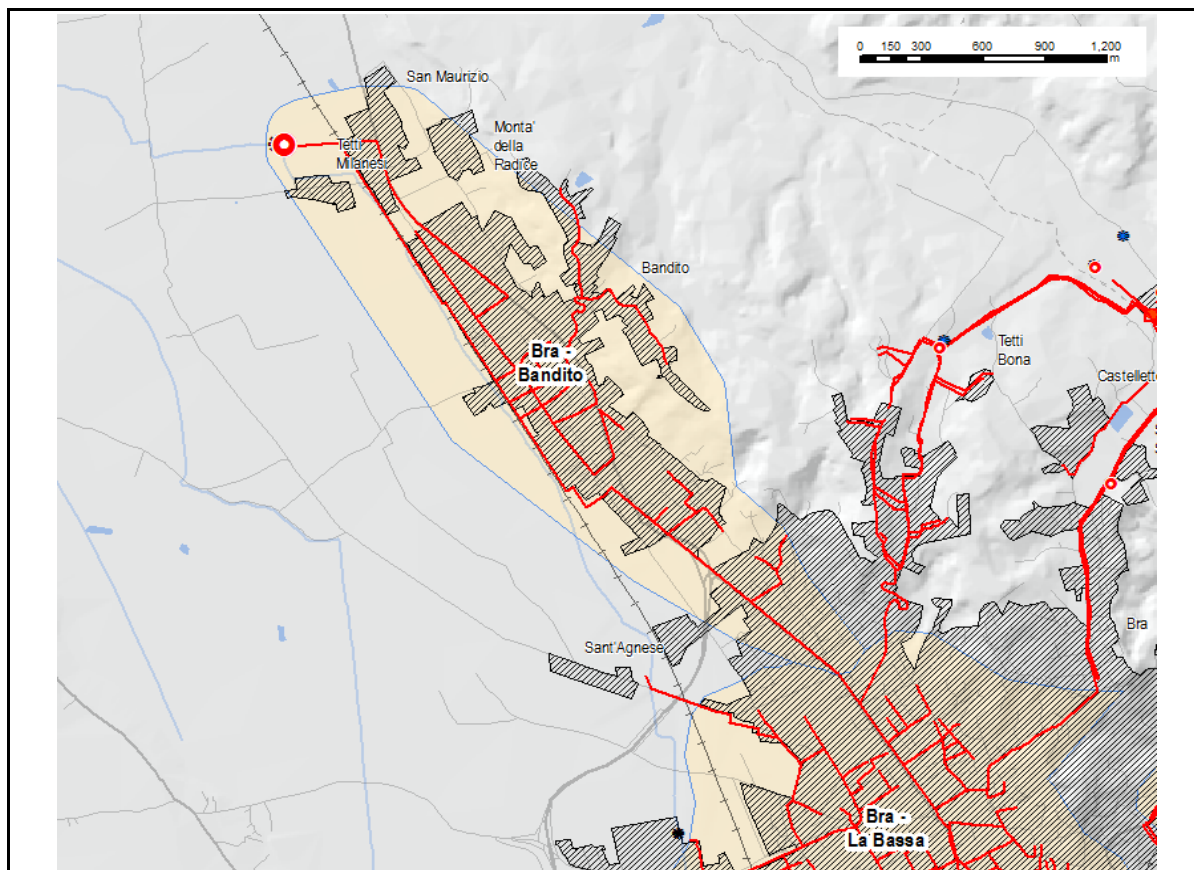 0 150 300 600 900 1,200
m
San Maurizio
Monta'
della
Radice
Tetti
Milanesi
Bandito
Bra -
Bandito
Tetti
Bona
Castelletto
Sant'Agnese
Bra
Bra -
La Bassa